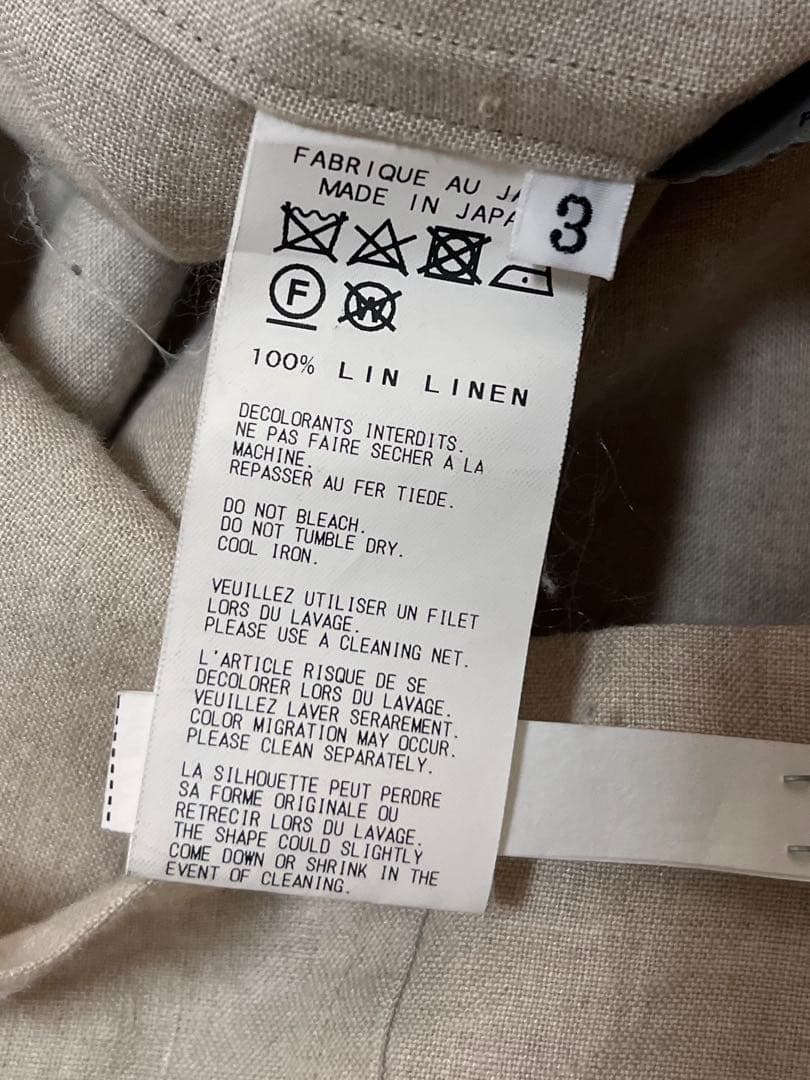 FABRIQUE AU
MADE IN
3
F
W
100% LIN LINEN
DECOLORANTS INTERDITS.
NE PAS FAIRE SECHER A LA
MACHINE.
REPASSER AU FER TIEDE.
DO NOT BLEACH.
DO NOT TUMBLE DRY.
COOL IRON.
VEUILLEZ UTILISER UN FILET
LORS DU LAVAGE.
PLEASE USE A CLEANING NET.
L'ARTICLE RISQUE DE SE
DECOLORER LORS DU LAVAGE.
VEUILLEZ LAVER SERAREMENT.
COLOR MIGRATION MAY OCCUR.
PLEASE CLEAN SEPARATELY.
LA SILHOUETTE PEUT PERDRE
SA FORME ORIGINALE OU
RETRECIR LORS DU LAVAGE.
THE SHAPE COULD SLIGHTLY
COME DOWN OR SHRINK IN THE
EVENT OF CLEANING.